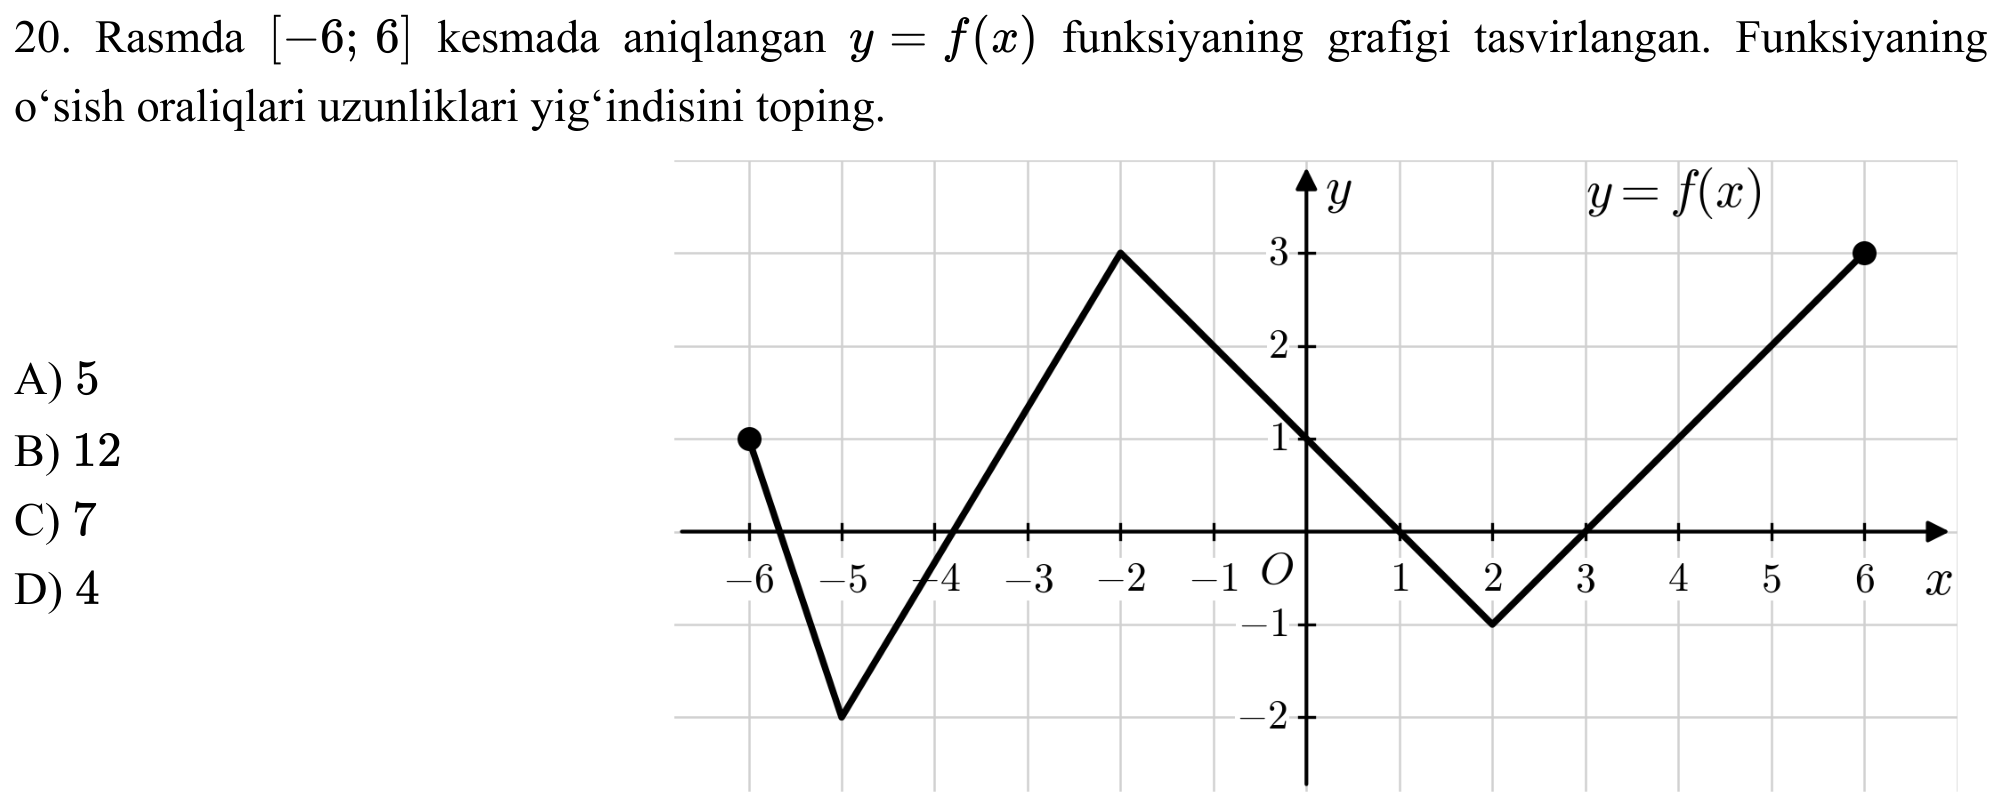 20. Rasmda [−6; 6] kesmada aniqlangan y = f(x) funksiyaning grafigi tasvirlangan. Funksiyaning
o‘sish oraliqlari uzunliklari yig‘indisini toping.
A) 5
B) 12
C) 7
D) 4
y
y = f(x)
3
2
1
−6 −5 −4 −3 −2 −1 O 1 2 3 4 5 6 x
−1
−2